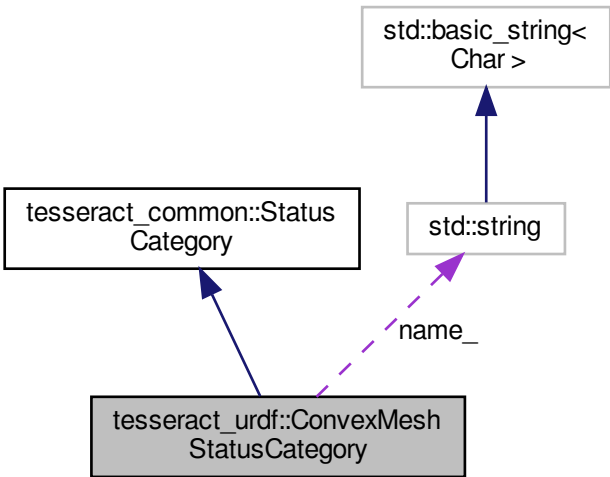 std::basic_string<
Char >
tesseract_common::Status
Category
std::string
name_
tesseract_urdf::ConvexMesh
StatusCategory